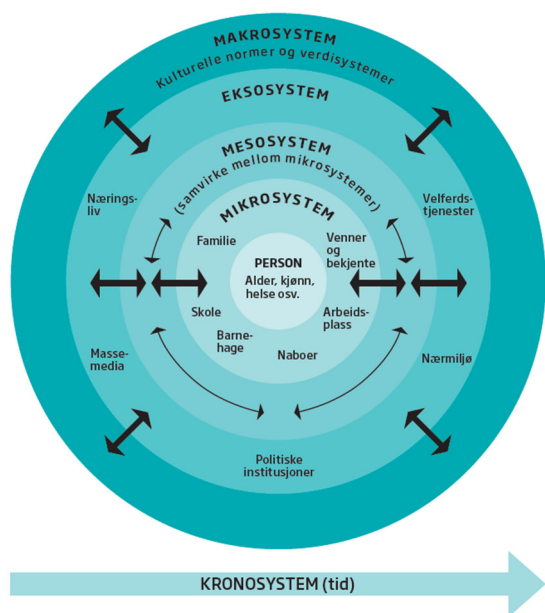 MAKROSYSTEM
Kulturelle normer og verdisystemer
EKSOSYSTEM
MESOSYSTEM
(samvirke mellom mikrosystemer)
MIKROSYSTEM
Nærings-
liv
Velferds-
tjenester
Familie
Venner
og
bekjente
PERSON
Alder, kjønn,
helse osv.
Skole
Arbeids-
plass
Barne-
hage
Naboer
Masse-
media
Nærmiljø
Politiske
institusjoner
KRONOSYSTEM (tid)